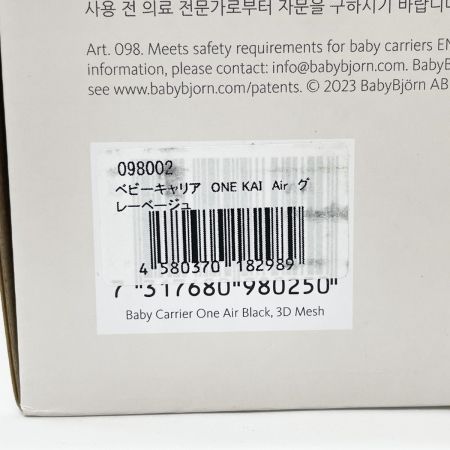 사용 전 의료 전문가로부터 자문을 구하시기 바랍니다
Art. 098. Meets safety requirements for baby carriers EN
information, please contact: info@babybjorn.com. BabyB
see www.babybjorn.com/patents. © 2023 BabyBjörn AB
098002
ベビーキャリア ONE KAI Air グ
レーベージュ
4 580370 182989
7 317680 980250
Baby Carrier One Air Black, 3D Mesh